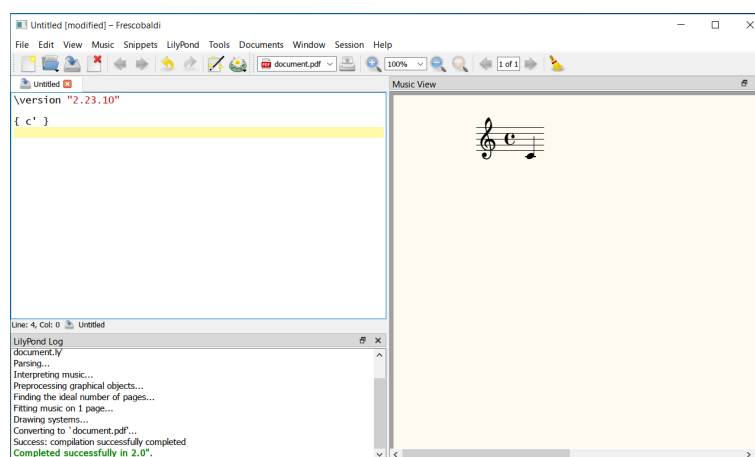 Untitled [modified] – Frescobaldi
File Edit View Music Snippets LilyPond Tools Documents Window Session Help
document.pdf 100% 1 of 1
Untitled
Music View
\version "2.23.10"
{ c' }
Line: 4, Col: 0 Untitled
LilyPond Log
document.ly'
Parsing...
Interpreting music...
Preprocessing graphical objects...
Finding the ideal number of pages...
Fitting music on 1 page...
Drawing systems...
Converting to `document.pdf'...
Success: compilation successfully completed
Completed successfully in 2.0".